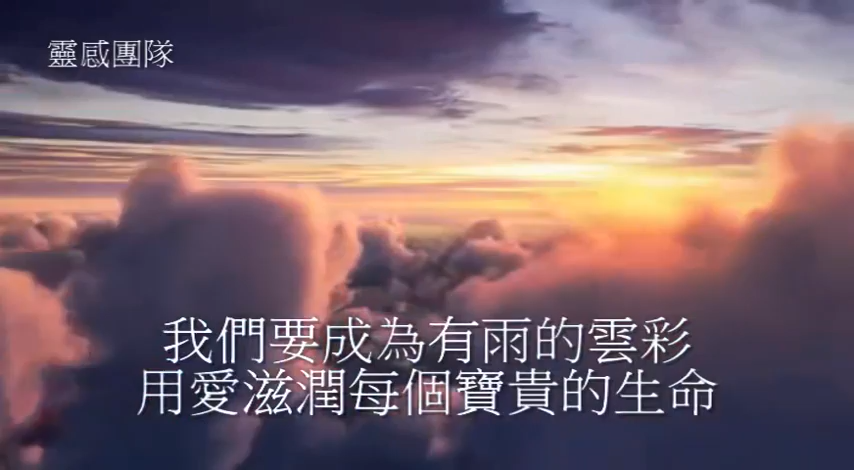 靈感團隊
我們要成為有雨的雲彩
用愛滋潤每個寶貴的生命